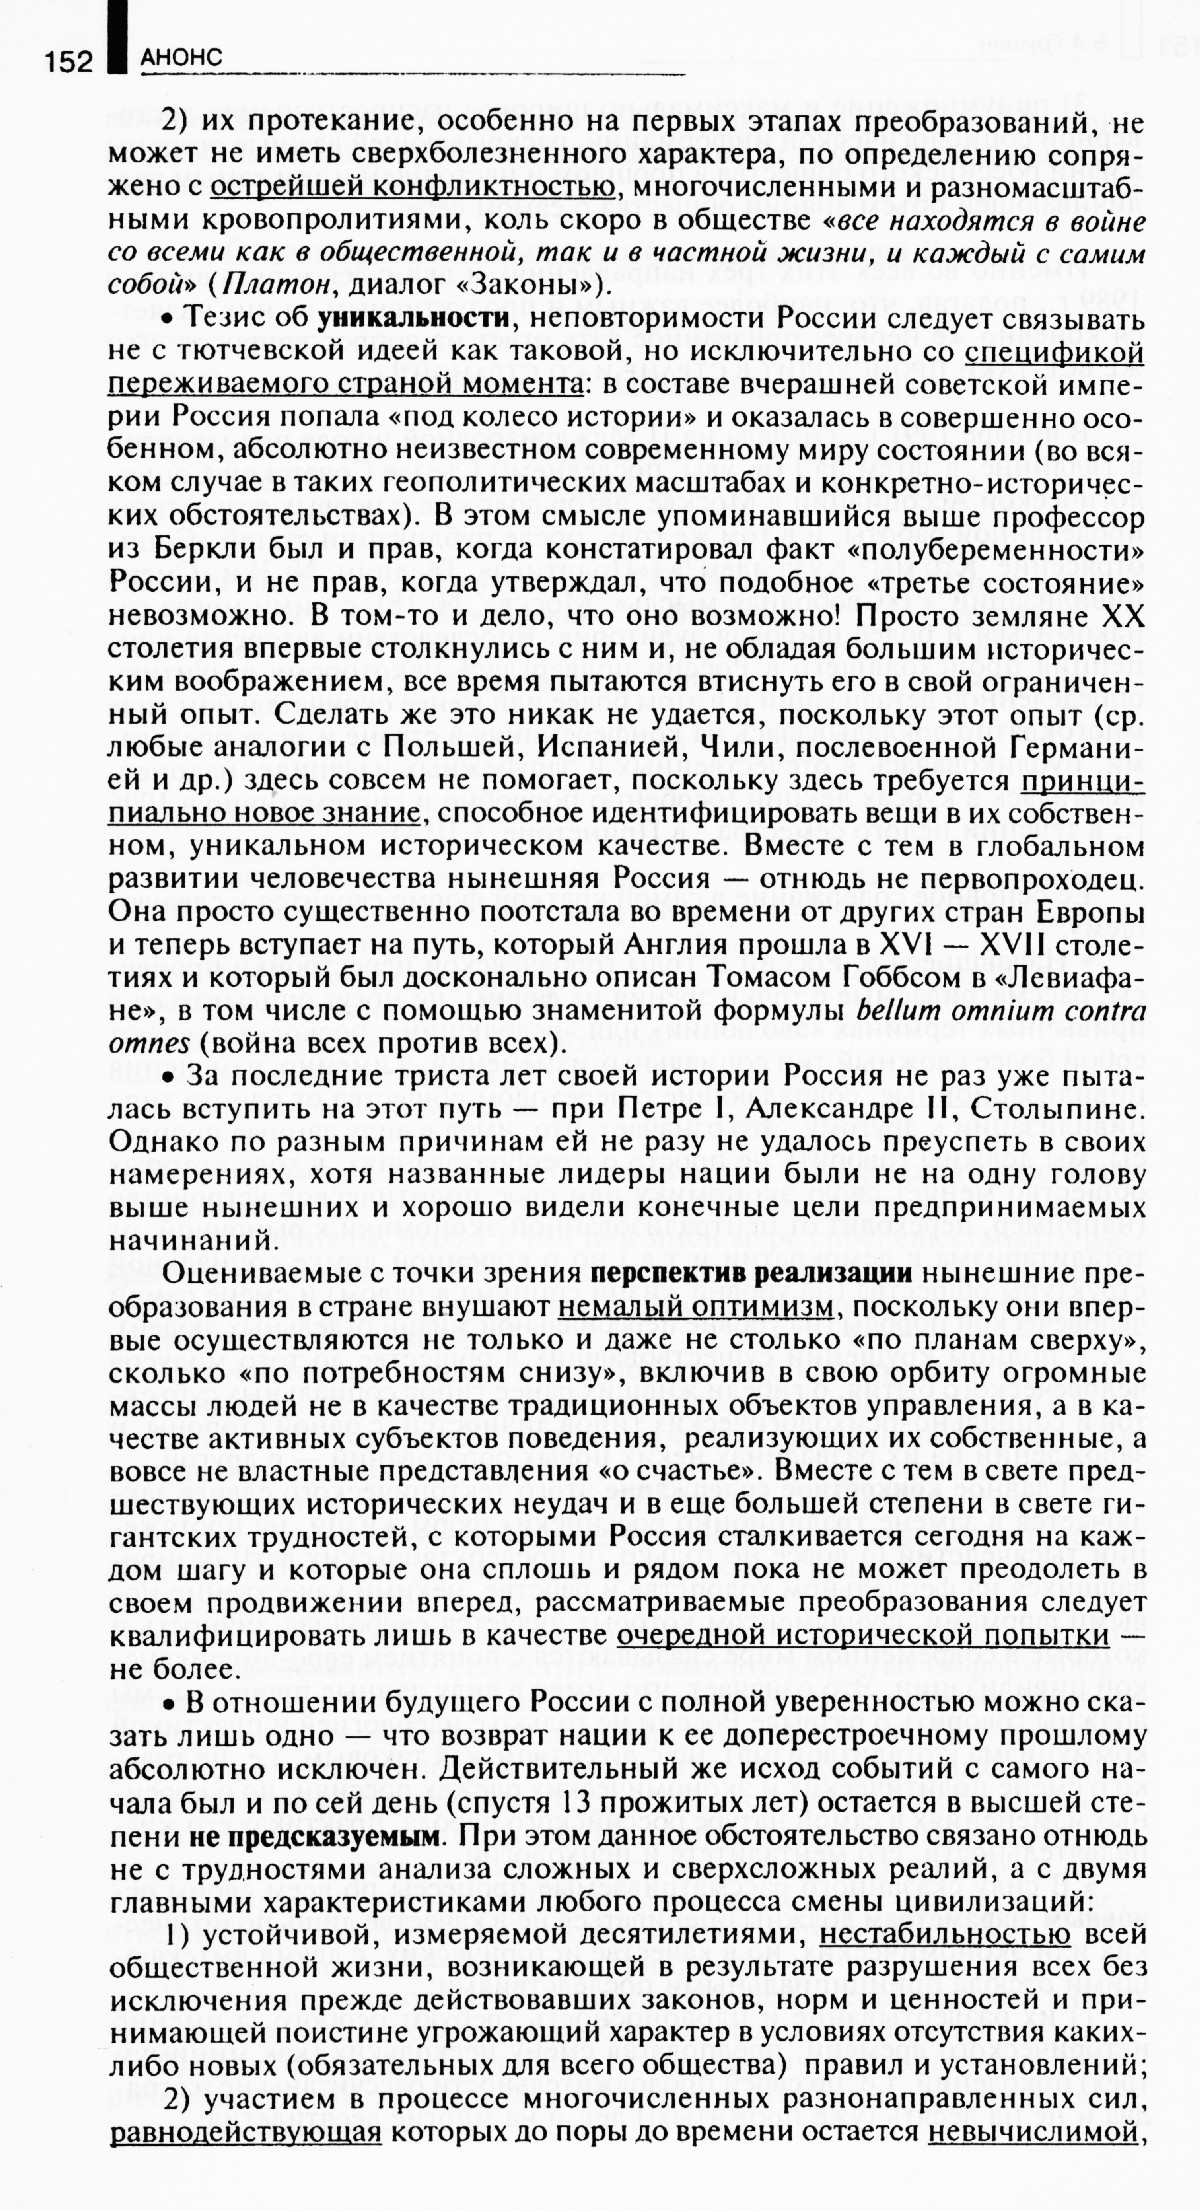 152 АНОНС
2) их протекание, особенно на первых этапах преобразований, не
может не иметь сверхболезненного характера, по определению сопря-
жено с острейшей конфликтностью, многочисленными и разномасштаб-
ными кровопролитиями, коль скоро в обществе «все находятся в войне
со всеми как в общественной, так и в частной жизни, и каждый с самим
собой» (Платон, диалог «Законы»).
• Тезис об уникальности, неповторимости России следует связывать
не с тютчевской идеей как таковой, но исключительно со спецификой
переживаемого страной момента: в составе вчерашней советской импе-
рии Россия попала «под колесо истории» и оказалась в совершенно осо-
бенном, абсолютно неизвестном современному миру состоянии (во вся-
ком случае в таких геополитических масштабах и конкретно-историчес-
ких обстоятельствах). В этом смысле упоминавшийся выше профессор
из Беркли был и прав, когда констатировал факт «полубеременности»
России, и не прав, когда утверждал, что подобное «третье состояние»
невозможно. В том-то и дело, что оно возможно! Просто земляне XX
столетия впервые столкнулись с ним и, не обладая большим историчес-
ким воображением, все время пытаются втиснуть его в свой ограничен-
ный опыт. Сделать же это никак не удается, поскольку этот опыт (ср.
любые аналогии с Польшей, Испанией, Чили, послевоенной Германи-
ей и др.) здесь совсем не помогает, поскольку здесь требуется принци-
пиально новое знание, способное идентифицировать вещи в их собствен-
ном, уникальном историческом качестве. Вместе с тем в глобальном
развитии человечества нынешняя Россия — отнюдь не первопроходец.
Она просто существенно поотстала во времени от других стран Европы
и теперь вступает на путь, который Англия прошла в XVI — XVII столе-
тиях и который был досконально описан Томасом Гоббсом в «Левиафа-
не», в том числе с помощью знаменитой формулы bellum omnium contra
omnes (война всех против всех).
• За последние триста лет своей истории Россия не раз уже пыта-
лась вступить на этот путь — при Петре I, Александре II, Столыпине.
Однако по разным причинам ей не разу не удалось преуспеть в своих
намерениях, хотя названные лидеры нации были не на одну голову
выше нынешних и хорошо видели конечные цели предпринимаемых
начинаний.
Оцениваемые с точки зрения перспектив реализации нынешние пре-
образования в стране внушают немалый оптимизм, поскольку они впер-
вые осуществляются не только и даже не столько «по планам сверху»,
сколько «по потребностям снизу», включив в свою орбиту огромные
массы людей не в качестве традиционных объектов управления, а в ка-
честве активных субъектов поведения, реализующих их собственные, а
вовсе не властные представления «о счастье». Вместе с тем в свете пред-
шествующих исторических неудач и в еще большей степени в свете ги-
гантских трудностей, с которыми Россия сталкивается сегодня на каж-
дом шагу и которые она сплошь и рядом пока не может преодолеть в
своем продвижении вперед, рассматриваемые преобразования следует
квалифицировать лишь в качестве очередной исторической попытки —
не более.
• В отношении будущего России с полной уверенностью можно ска-
зать лишь одно — что возврат нации к ее доперестроечному прошлому
абсолютно исключен. Действительный же исход событий с самого на-
чала был и по сей день (спустя 13 прожитых лет) остается в высшей сте-
пени не предсказуемым. При этом данное обстоятельство связано отнюдь
не с трудностями анализа сложных и сверхсложных реалий, а с двумя
главными характеристиками любого процесса смены цивилизаций:
1) устойчивой, измеряемой десятилетиями, нестабильностью всей
общественной жизни, возникающей в результате разрушения всех без
исключения прежде действовавших законов, норм и ценностей и при-
нимающей поистине угрожающий характер в условиях отсутствия каких-
либо новых (обязательных для всего общества) правил и установлений;
2) участием в процессе многочисленных разнонаправленных сил,
равнодействующая которых до поры до времени остается невычислимой,